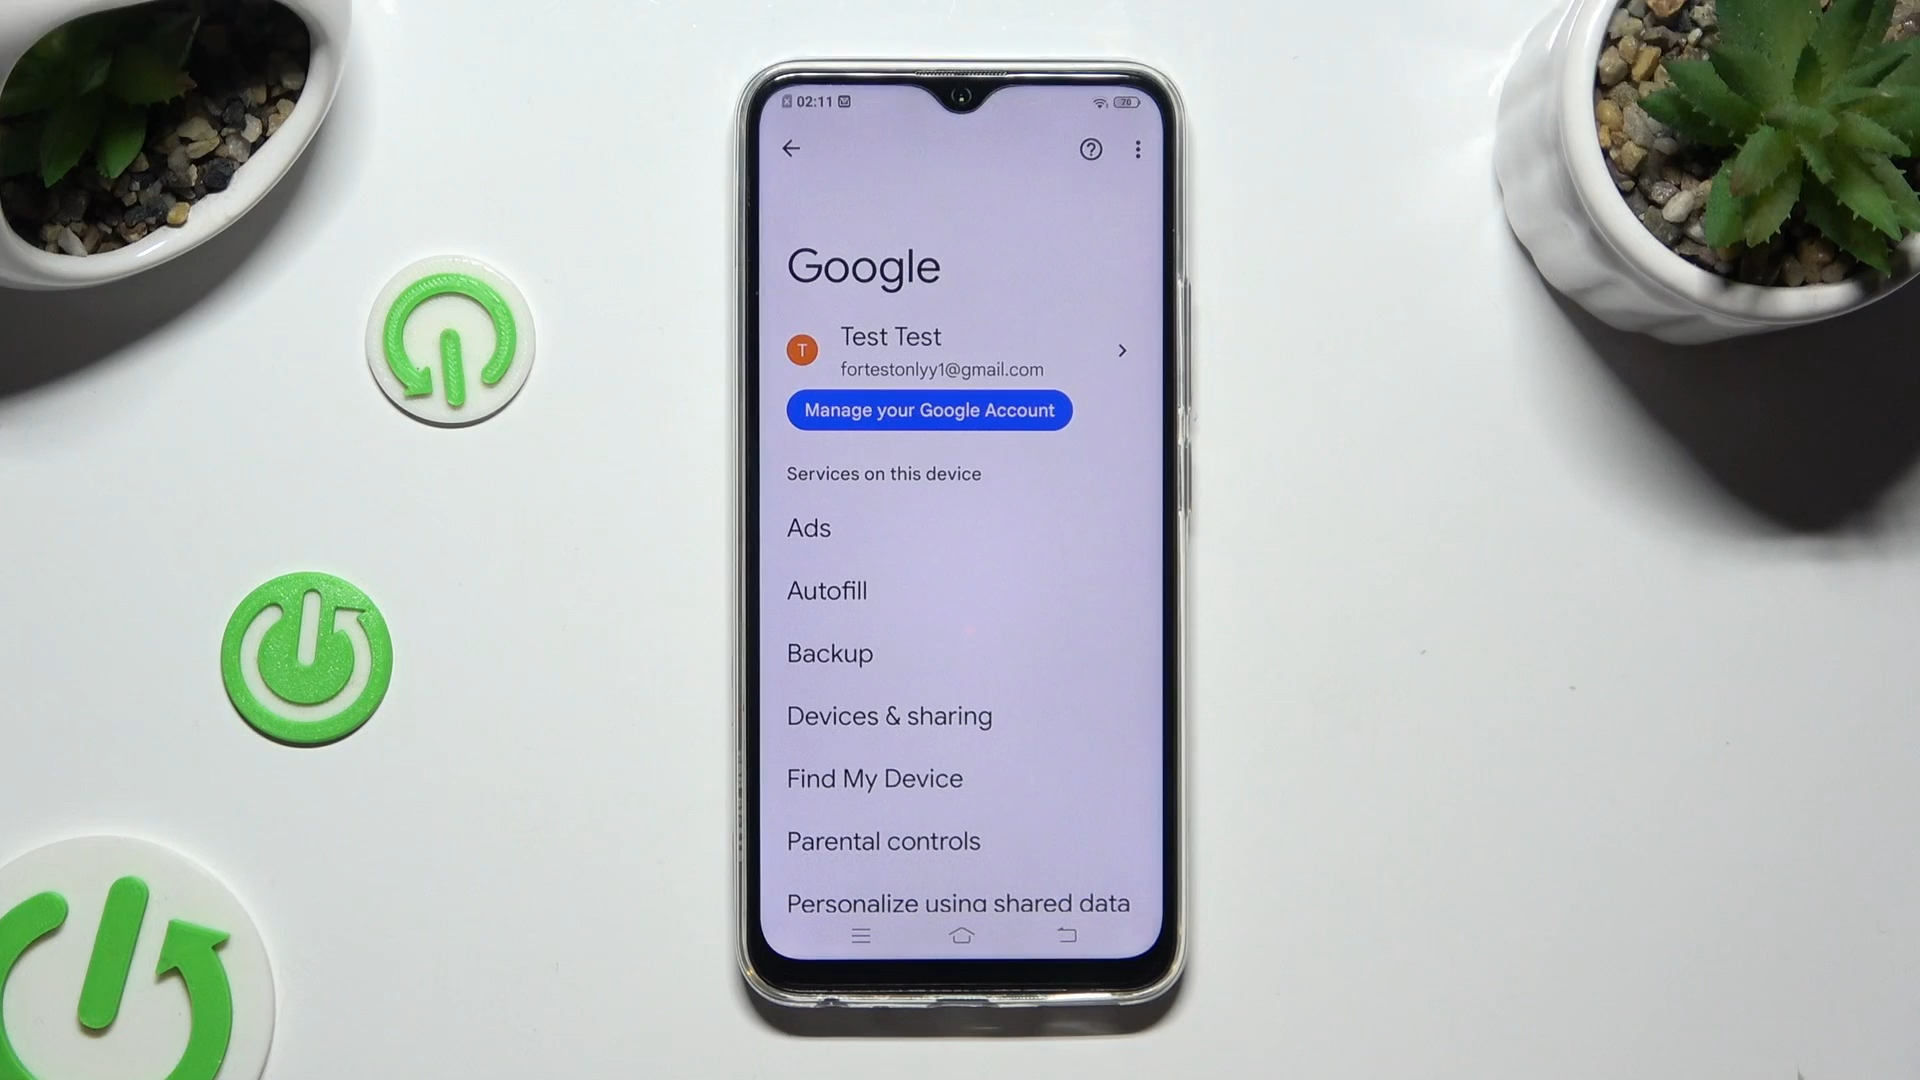 02:11
70
Google
T
Test Test
fortestonlyy1@gmail.com
Manage your Google Account
Services on this device
Ads
Autofill
Backup
Devices & sharing
Find My Device
Parental controls
Personalize using shared data